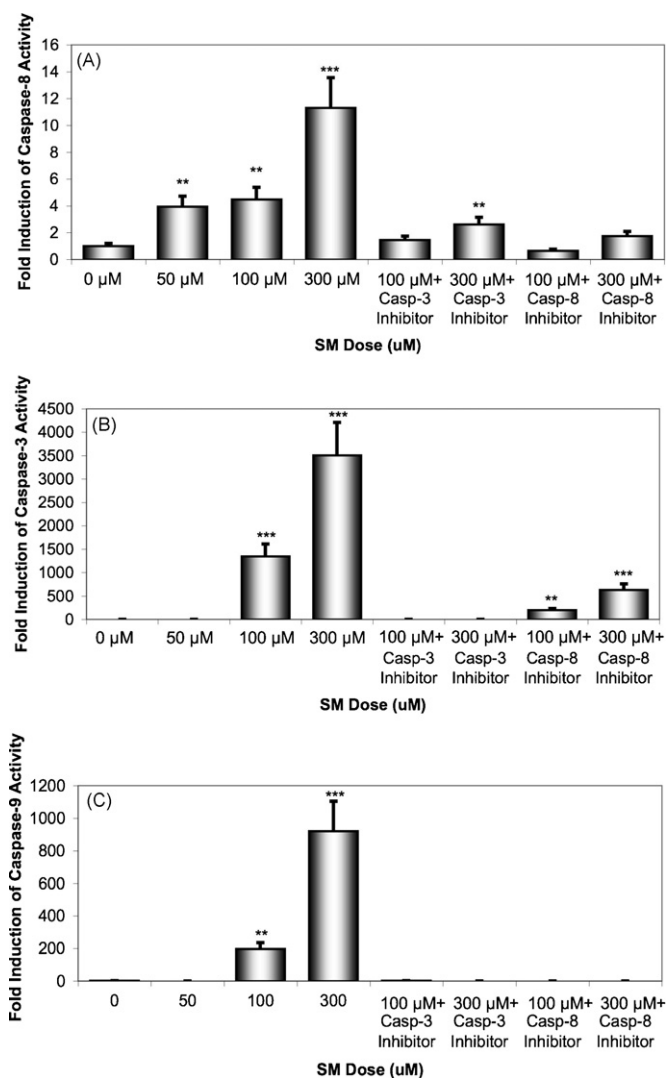 (A)
Fold Induction of Caspase-8 Activity
16
14
12
10
8
6
4
2
0
**
**
***
**
0 µM 50 µM 100 µM 300 µM 100 µM+ 300 µM+ 100 µM+ 300 µM+
Casp-3 Casp-3 Casp-8 Casp-8
Inhibitor Inhibitor Inhibitor Inhibitor
SM Dose (uM)
(B)
Fold Induction of Caspase-3 Activity
4500
4000
3500
3000
2500
2000
1500
1000
500
0
***
***
**
***
0 µM 50 µM 100 µM 300 µM 100 µM+ 300 µM+ 100 µM+ 300 µM+
Casp-3 Casp-3 Casp-8 Casp-8
Inhibitor Inhibitor Inhibitor Inhibitor
SM Dose (uM)
(C)
Fold Induction of Caspase-9 Activity
1200
1000
800
600
400
200
0
**
***
0 50 100 300 100 µM+ 300 µM+ 100 µM+ 300 µM+
Casp-3 Casp-3 Casp-8 Casp-8
Inhibitor Inhibitor Inhibitor Inhibitor
SM Dose (uM)